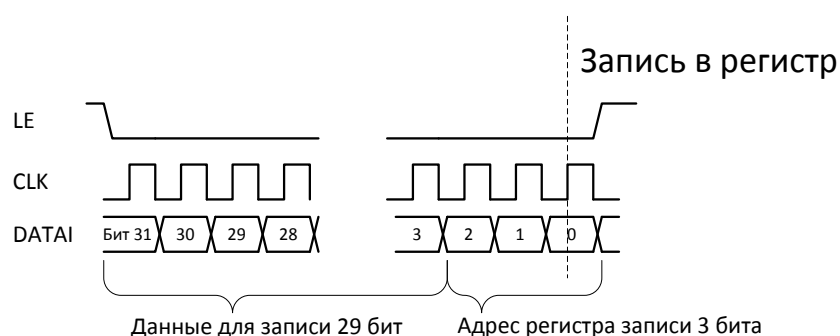 Запись в регистр
LE
CLK
DATAI Бит 31 30 29 28 3 2 1 0
Данные для записи 29 бит Адрес регистра записи 3 бита